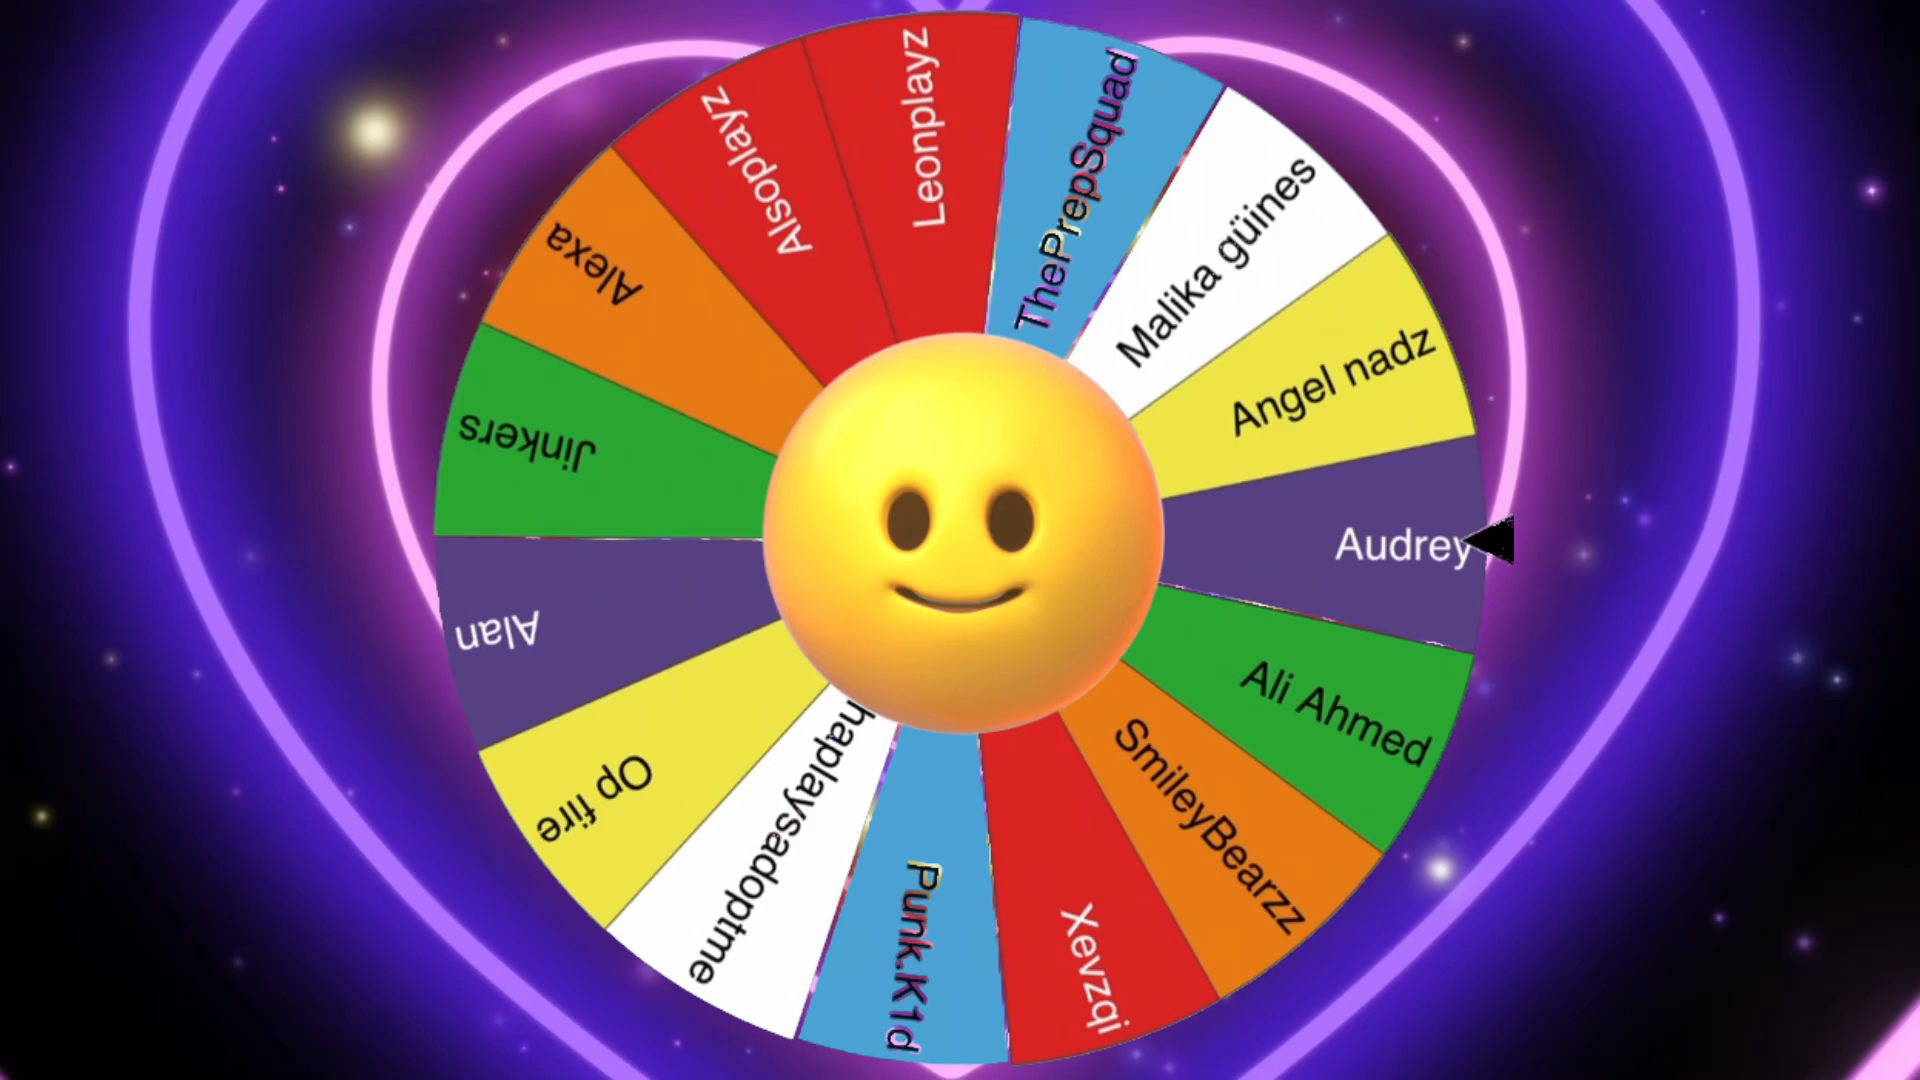 Leonplayz
ThePrepSquad
Malika güines
Angel nadz
Audrey
Ali Ahmed
SmileyBearzz
Xevzqi
Punk.K1d
haplaysadoptme
Op fire
Alan
Jinkers
Alexa
Alsoplayz